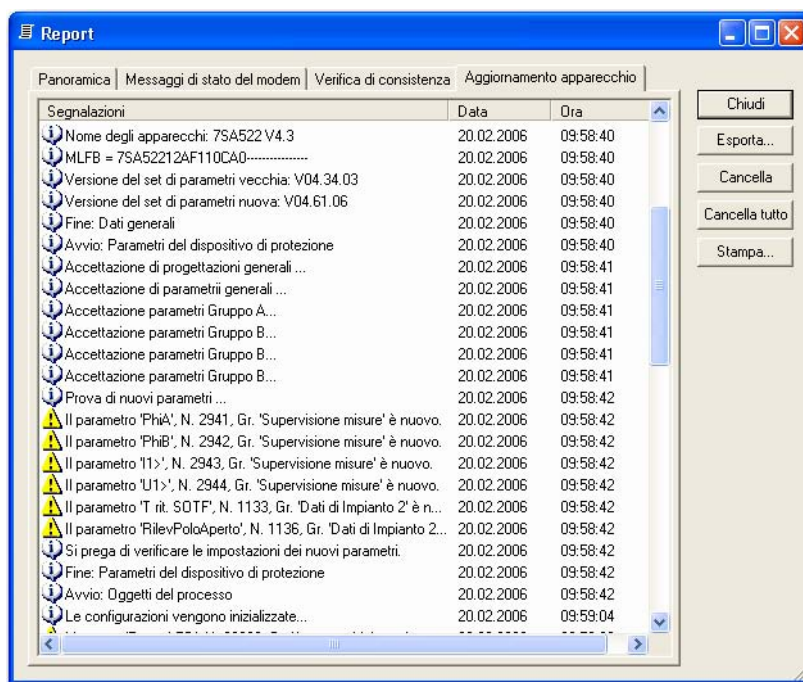 Report
Panoramica Messaggi di stato del modem Verifica di consistenza Aggiornamento apparecchio
Segnalazioni Data Ora
Nome degli apparecchi: 7SA522 V4.3 20.02.2006 09:58:40
MLFB = 7SA52212AF110CA0---------------- 20.02.2006 09:58:40
Versione del set di parametri vecchia: V04.34.03 20.02.2006 09:58:40
Versione del set di parametri nuova: V04.61.06 20.02.2006 09:58:40
Fine: Dati generali 20.02.2006 09:58:40
Avvio: Parametri del dispositivo di protezione 20.02.2006 09:58:40
Accettazione di progettazioni generali ... 20.02.2006 09:58:41
Accettazione di parametrii generali ... 20.02.2006 09:58:41
Accettazione parametri Gruppo A... 20.02.2006 09:58:41
Accettazione parametri Gruppo B... 20.02.2006 09:58:41
Accettazione parametri Gruppo B... 20.02.2006 09:58:41
Accettazione parametri Gruppo B... 20.02.2006 09:58:41
Prova di nuovi parametri ... 20.02.2006 09:58:42
Il parametro 'PhiA', N. 2941, Gr. 'Supervisione misure' è nuovo. 20.02.2006 09:58:42
Il parametro 'PhiB', N. 2942, Gr. 'Supervisione misure' è nuovo. 20.02.2006 09:58:42
Il parametro 'I1>', N. 2943, Gr. 'Supervisione misure' è nuovo. 20.02.2006 09:58:42
Il parametro 'U1>', N. 2944, Gr. 'Supervisione misure' è nuovo. 20.02.2006 09:58:42
Il parametro 'T rit. SOTF', N. 1133, Gr. 'Dati di Impianto 2' è n... 20.02.2006 09:58:42
Il parametro 'RilevPoloAperto', N. 1136, Gr. 'Dati di Impianto 2... 20.02.2006 09:58:42
Si prega di verificare le impostazioni dei nuovi parametri. 20.02.2006 09:58:42
Fine: Parametri del dispositivo di protezione 20.02.2006 09:58:42
Avvio: Oggetti del processo 20.02.2006 09:58:42
Le configurazioni vengono inizializzate... 20.02.2006 09:59:04
Chiudi
Esporta...
Cancella
Cancella tutto
Stampa...